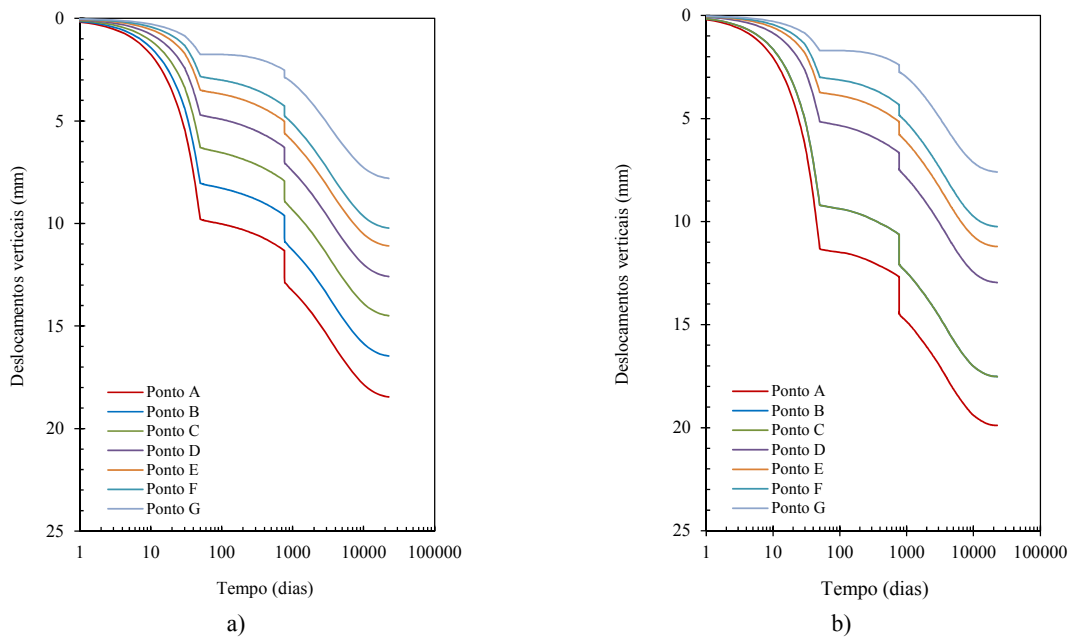 0
5
10
15
20
25
Deslocamentos verticais (mm)
Ponto A
Ponto B
Ponto C
Ponto D
Ponto E
Ponto F
Ponto G
1
10
100
1000
10000
100000
Tempo (dias)
a)
0
5
10
15
20
25
Deslocamentos verticais (mm)
Ponto A
Ponto B
Ponto C
Ponto D
Ponto E
Ponto F
Ponto G
1
10
100
1000
10000
100000
Tempo (dias)
b)